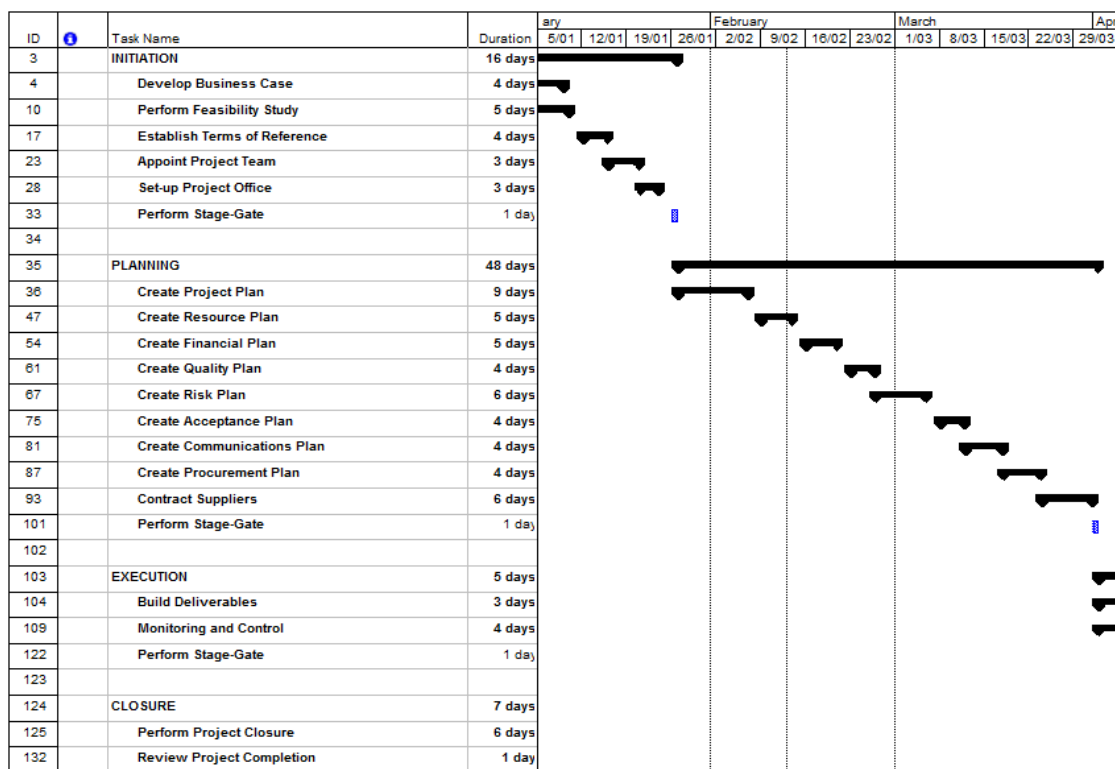 ary February March Apr
ID Task Name Duration 5/01 12/01 19/01 26/01 2/02 9/02 16/02 23/02 1/03 8/03 15/03 22/03 29/03
3 INITIATION 16 days
4 Develop Business Case 4 days
10 Perform Feasibility Study 5 days
17 Establish Terms of Reference 4 days
23 Appoint Project Team 3 days
28 Set-up Project Office 3 days
33 Perform Stage-Gate 1 day
34
35 PLANNING 48 days
36 Create Project Plan 9 days
47 Create Resource Plan 5 days
54 Create Financial Plan 5 days
61 Create Quality Plan 4 days
67 Create Risk Plan 6 days
75 Create Acceptance Plan 4 days
81 Create Communications Plan 4 days
87 Create Procurement Plan 4 days
93 Contract Suppliers 6 days
101 Perform Stage-Gate 1 day
102
103 EXECUTION 5 days
104 Build Deliverables 3 days
109 Monitoring and Control 4 days
122 Perform Stage-Gate 1 day
123
124 CLOSURE 7 days
125 Perform Project Closure 6 days
132 Review Project Completion 1 day